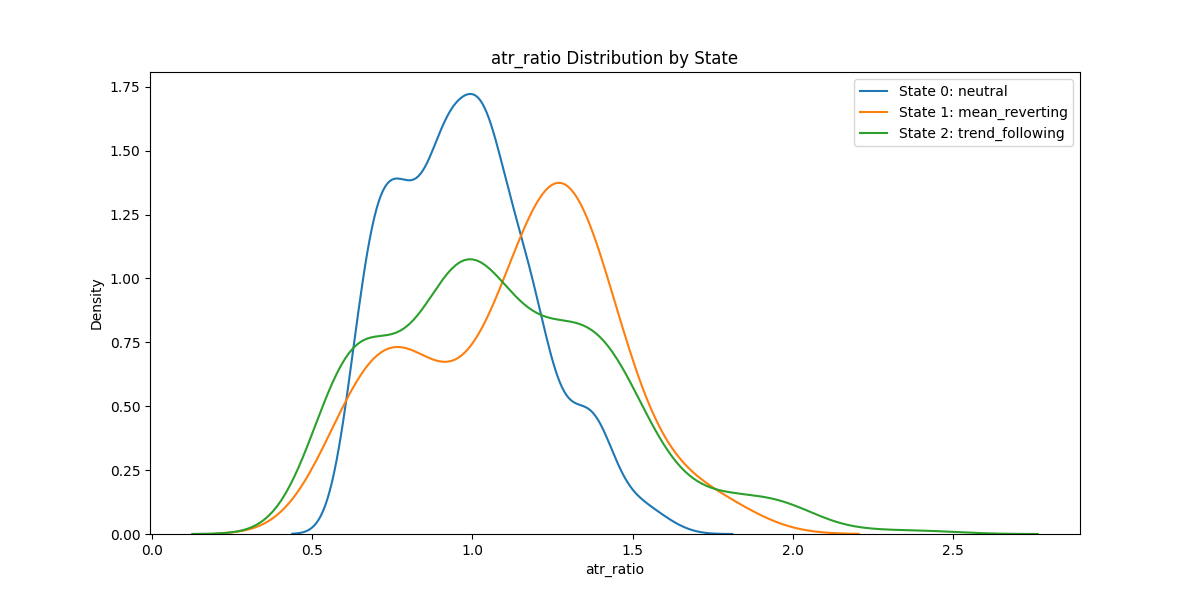 atr_ratio Distribution by State
State 0: neutral
State 1: mean_reverting
State 2: trend_following
Density
1.75
1.50
1.25
1.00
0.75
0.50
0.25
0.00
0.0 0.5 1.0 1.5 2.0 2.5
atr_ratio